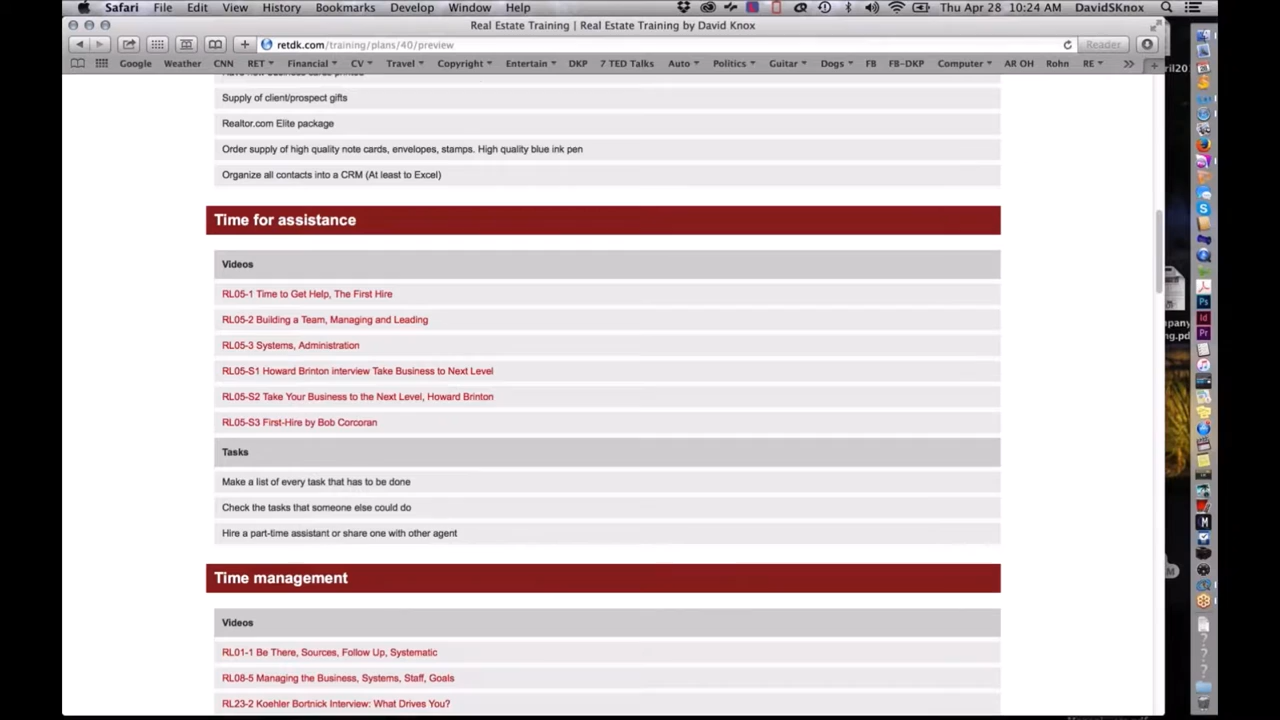 Safari File Edit View History Bookmarks Develop Window Help Thu Apr 28 10:24 AM DavidSKnox
Real Estate Training | Real Estate Training by David Knox
retdk.com/training/plans/40/preview Reader
Google Weather CNN RET Financial CV Travel Copyright Entertain DKP 7 TED Talks Auto Politics Guitar Dogs FB FB-DKP Computer AR OH Rohn RE
Supply of client/prospect gifts
Realtor.com Elite package
Order supply of high quality note cards, envelopes, stamps. High quality blue ink pen
Organize all contacts into a CRM (At least to Excel)
Time for assistance
Videos
RL05-1 Time to Get Help, The First Hire
RL05-2 Building a Team, Managing and Leading
RL05-3 Systems, Administration
RL05-S1 Howard Brinton interview Take Business to Next Level
RL05-S2 Take Your Business to the Next Level, Howard Brinton
RL05-S3 First-Hire by Bob Corcoran
Tasks
Make a list of every task that has to be done
Check the tasks that someone else could do
Hire a part-time assistant or share one with other agent
Time management
Videos
RL01-1 Be There, Sources, Follow Up, Systematic
RL08-5 Managing the Business, Systems, Staff, Goals
RL23-2 Koehler Bortnick Interview: What Drives You?